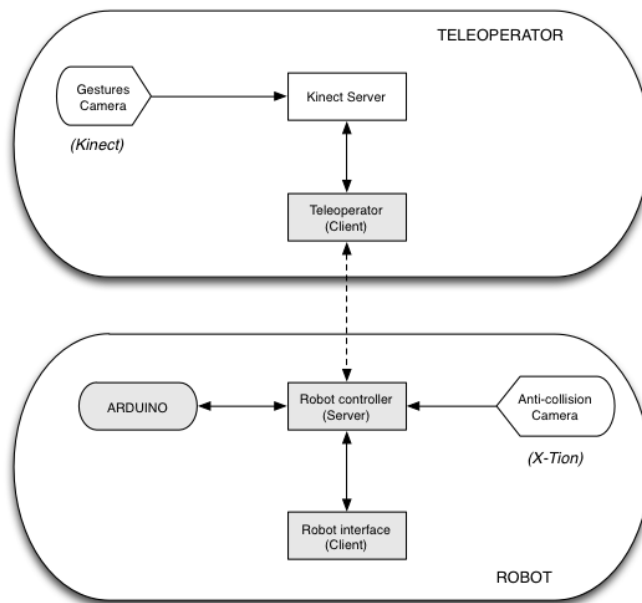 TELEOPERATOR
Gestures
Camera
(Kinect)
Kinect Server
Teleoperator
(Client)
ARDUINO
Robot controller
(Server)
Anti-collision
Camera
(X-Tion)
Robot interface
(Client)
ROBOT